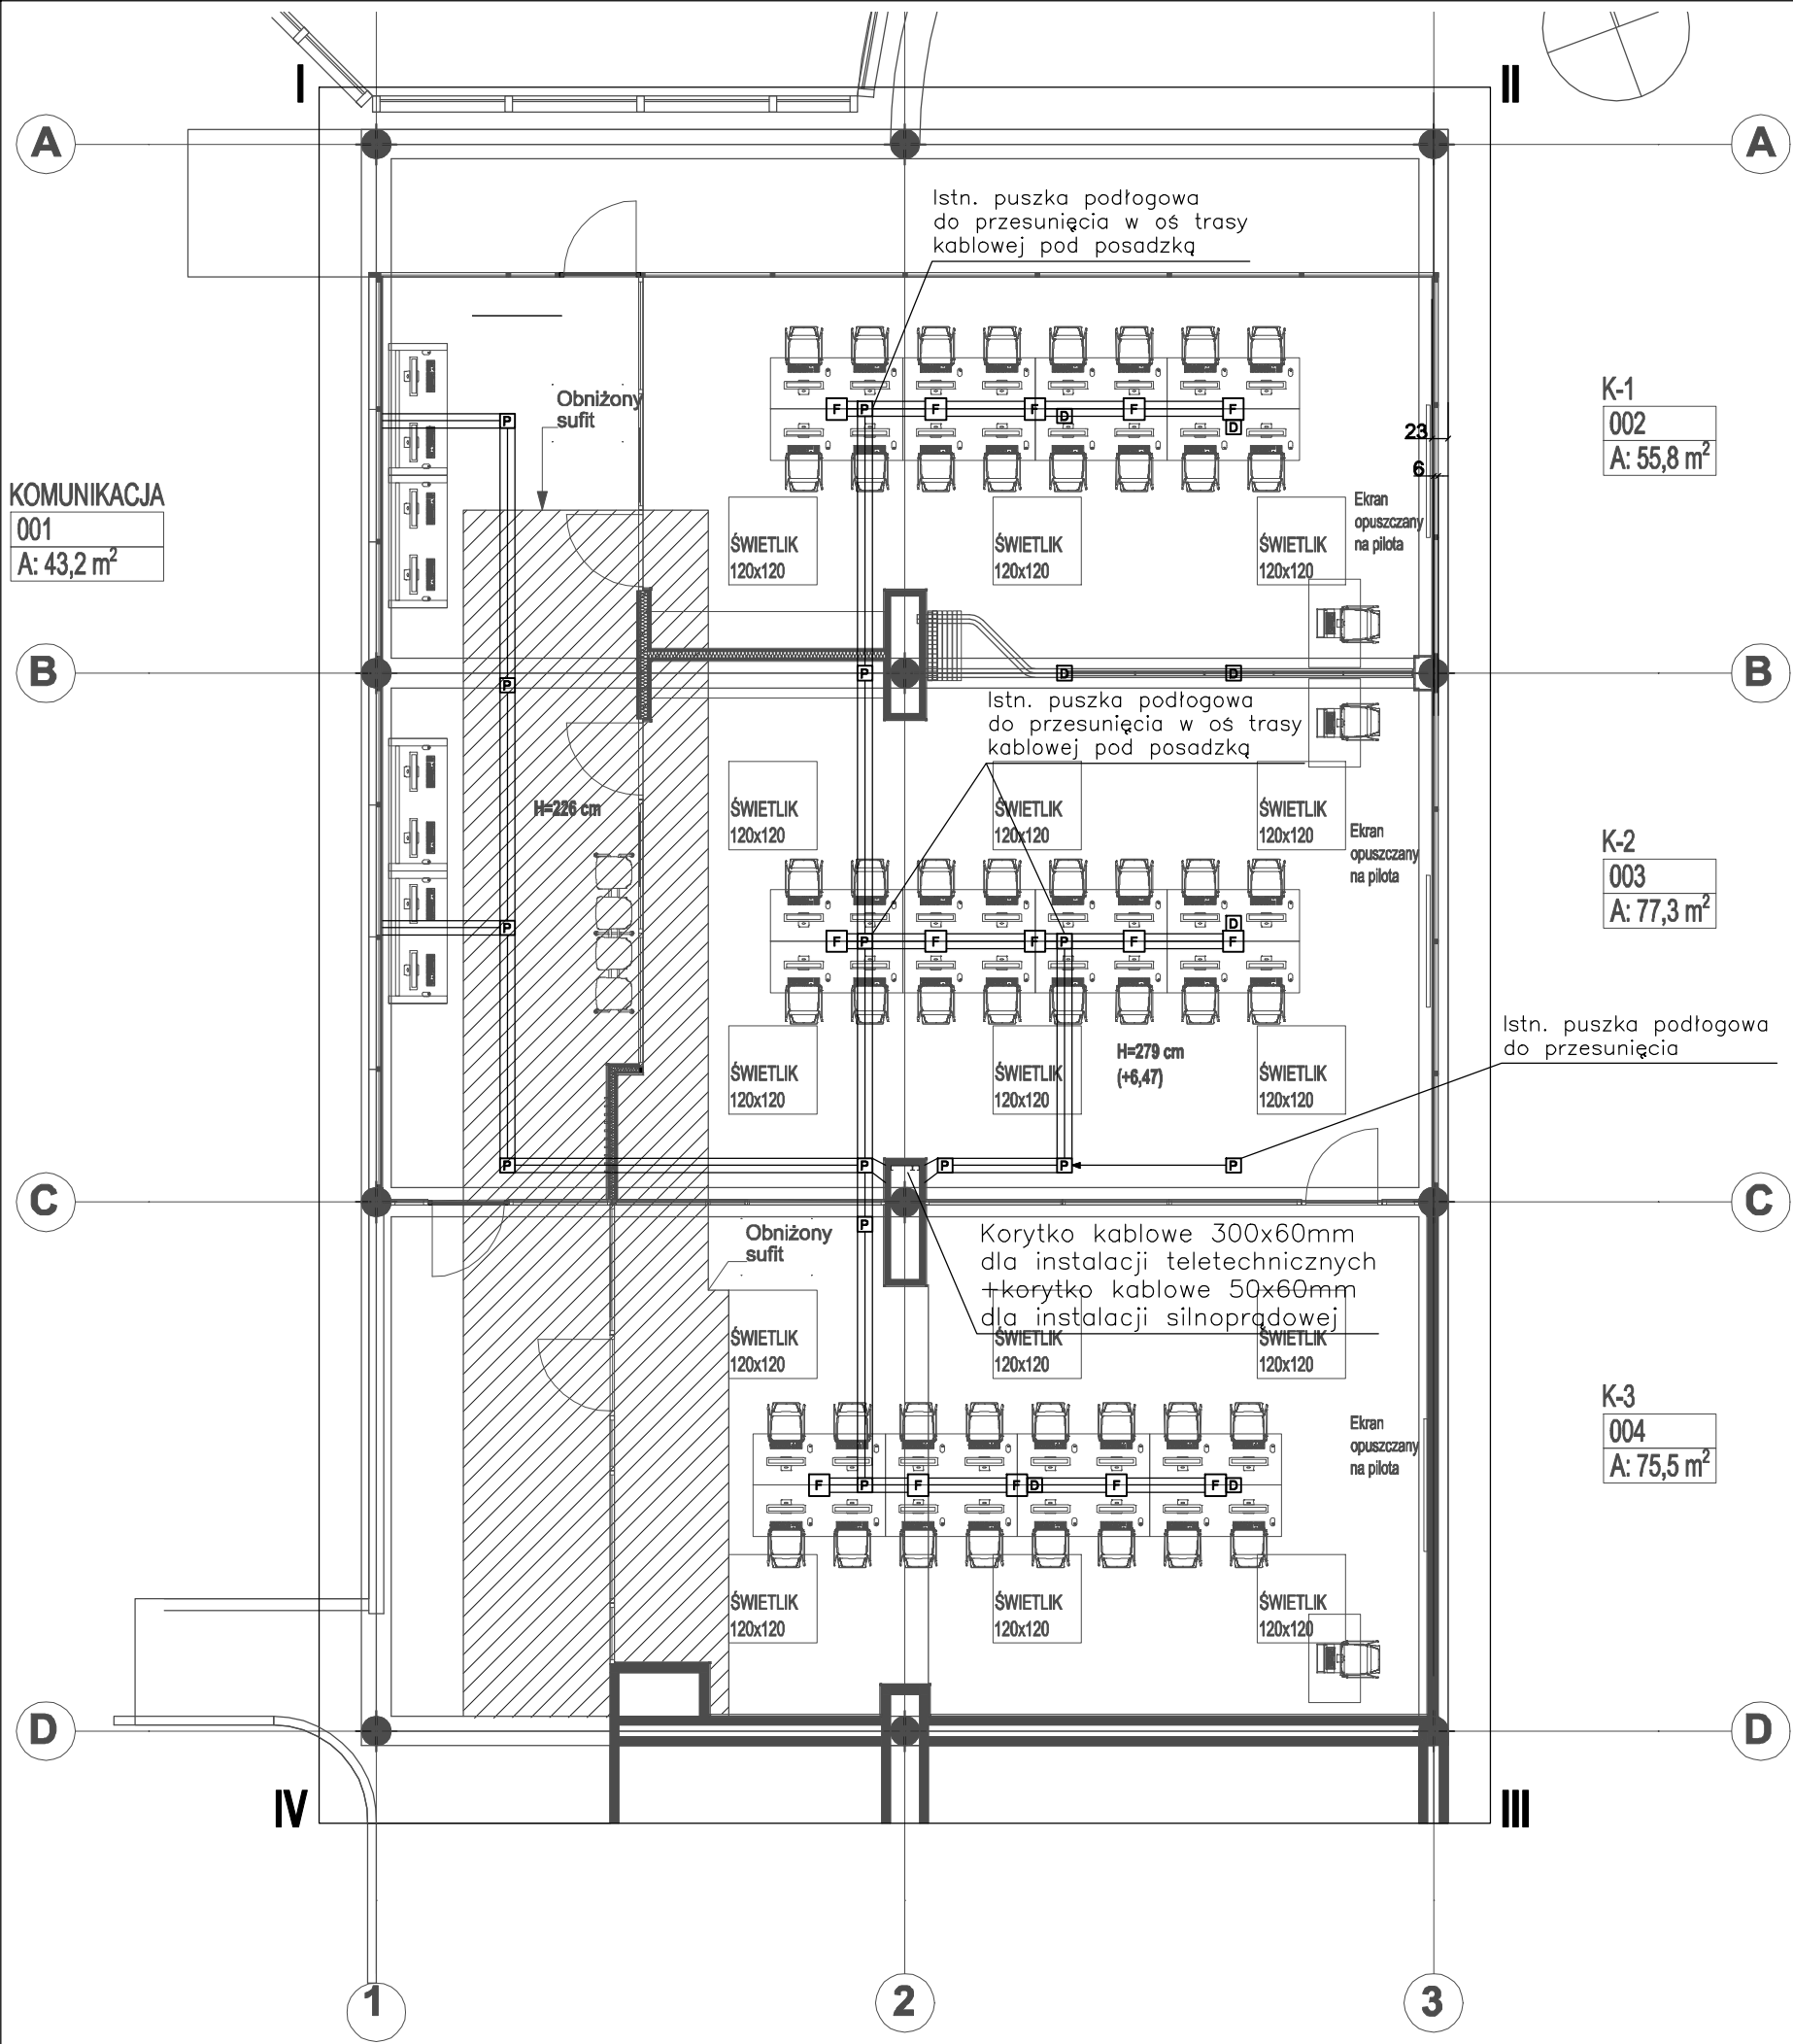 I
II
A
A
Istn. puszka podłogowa
do przesunięcia w oś trasy
kablowej pod posadzką
Obniżony
sufit
P
F
P
F
F
D
F
F
D
23
6
K-1
002
A: 55,8 m²
KOMUNIKACJA
001
A: 43,2 m²
Ekran
opuszczany
na pilota
ŚWIETLIK
120x120
ŚWIETLIK
120x120
ŚWIETLIK
120x120
B
P
P
D
D
B
Istn. puszka podłogowa
do przesunięcia w oś trasy
kablowej pod posadzką
H=226 cm
ŚWIETLIK
120x120
ŚWIETLIK
120x120
ŚWIETLIK
120x120
Ekran
opuszczany
na pilota
K-2
003
A: 77,3 m²
P
F
P
F
F
P
F
D
F
Istn. puszka podłogowa
do przesunięcia
H=279 cm
(+6,47)
ŚWIETLIK
120x120
ŚWIETLIK
120x120
ŚWIETLIK
120x120
P
P
P
P
P
C
C
P
Obniżony
sufit
Korytko kablowe 300x60mm
dla instalacji teletechnicznych
+korytko kablowe 50x60mm
dla instalacji silnoprądowej
ŚWIETLIK
120x120
ŚWIETLIK
120x120
ŚWIETLIK
120x120
Ekran
opuszczany
na pilota
K-3
004
A: 75,5 m²
F
P
F
F
D
F
F
D
ŚWIETLIK
120x120
ŚWIETLIK
120x120
ŚWIETLIK
120x120
D
D
IV
III
1
2
3